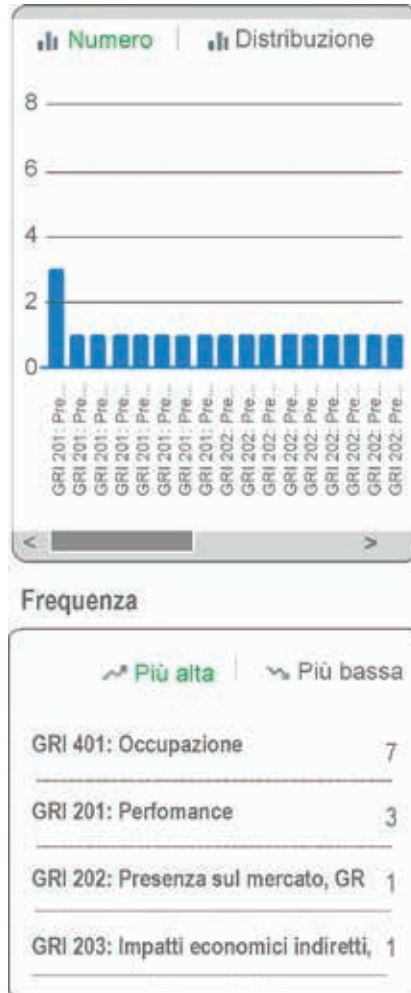 Numero
Distribuzione
8
6
4
2
0
GRI 201: Pre...
GRI 201: Pre...
GRI 201: Pre...
GRI 201: Pre...
GRI 201: Pre...
GRI 201: Pre...
GRI 201: Pre...
GRI 201: Pre...
GRI 202: Pre...
GRI 202: Pre...
GRI 202: Pre...
GRI 202: Pre...
GRI 202: Pre...
GRI 202: Pre...
GRI 202: Pre...
GRI 202: Pre...
GRI 202: Pre...
< >
Frequenza
Più alta
Più bassa
GRI 401: Occupazione 7
GRI 201: Perfomance 3
GRI 202: Presenza sul mercato, GR 1
GRI 203: Impatti economici indiretti, 1